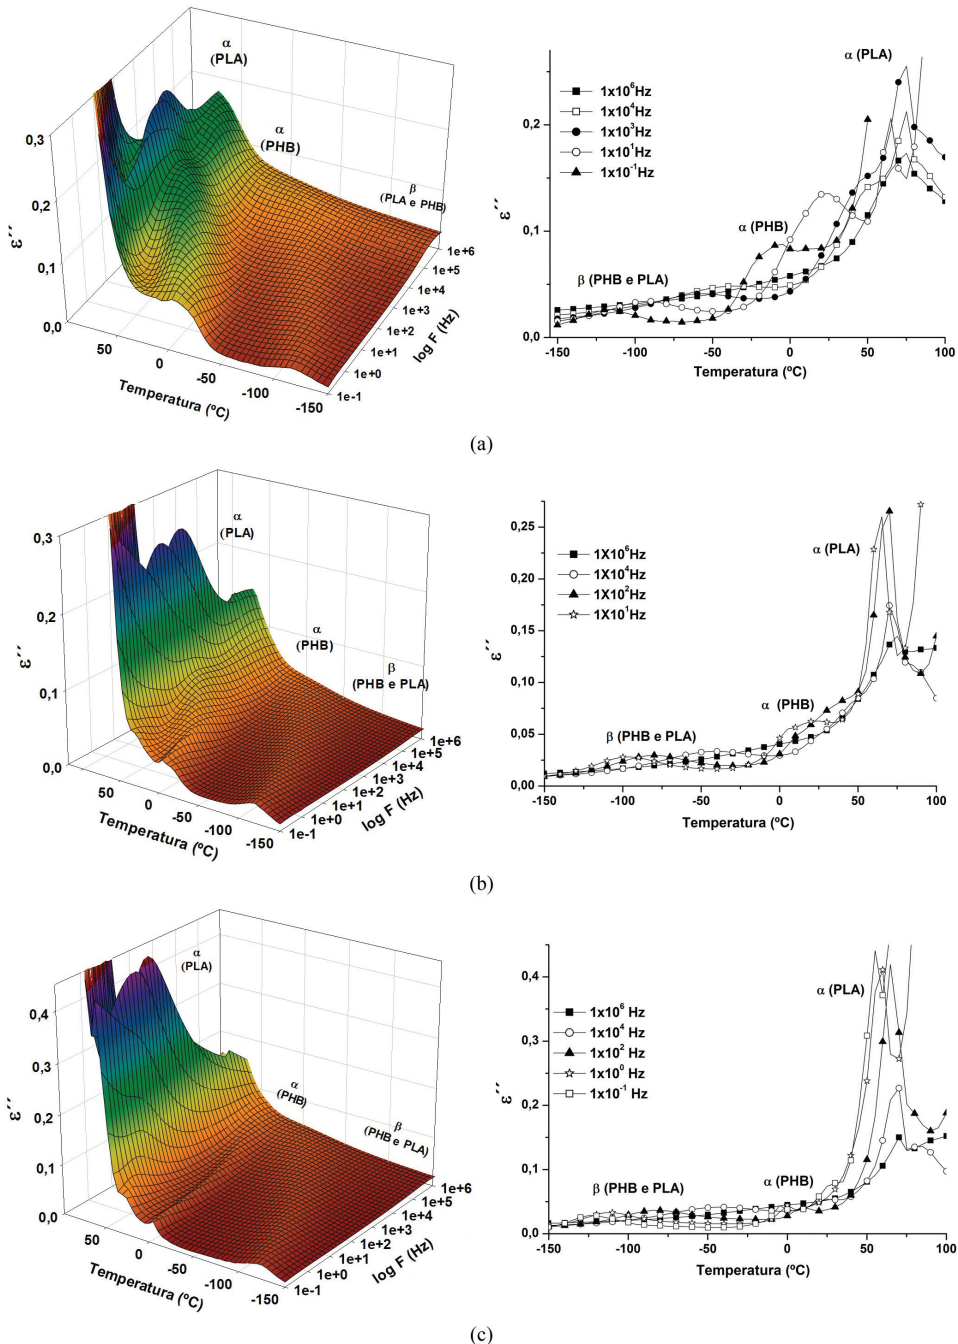 α
(PLA)
α
(PHB)
β
(PLA e PHB)
0,3
0,2
0,1
0,0
ε´´
50
0
-50
-100
-150
Temperatura (ºC)
1e+6
1e+5
1e+4
1e+3
1e+2
1e+1
1e+0
1e-1
log F (Hz)
α (PLA)
1x10⁶Hz
1x10⁴Hz
1x10³Hz
1x10¹Hz
1x10⁻¹Hz
α (PHB)
β (PHB e PLA)
0,2
0,1
0,0
ε´´
-150 -100 -50 0 50 100
Temperatura (ºC)
(a)
α
(PLA)
α
(PHB)
β
(PHB e PLA)
0,3
0,2
0,1
0,0
ε´´
50
0
-50
-100
-150
Temperatura (ºC)
1e+6
1e+5
1e+4
1e+3
1e+2
1e+1
1e+0
1e-1
log F (Hz)
1X10⁶Hz
1X10⁴Hz
1X10²Hz
1X10¹Hz
α (PLA)
α (PHB)
β (PHB e PLA)
0,25
0,20
0,15
0,10
0,05
0,00
ε´´
-150 -100 -50 0 50 100
Temperatura (ºC)
(b)
α
(PLA)
α
(PHB)
β
(PHB e PLA)
0,4
0,3
0,2
0,1
0,0
ε´´
50
0
-50
-100
-150
Temperatura (ºC)
1e+6
1e+5
1e+4
1e+3
1e+2
1e+1
1e+0
1e-1
log F (Hz)
α (PLA)
1x10⁶ Hz
1x10⁴ Hz
1x10² Hz
1x10⁰ Hz
1x10⁻¹ Hz
α (PHB)
β (PHB e PLA)
0,4
0,3
0,2
0,1
0,0
ε´´
-150 -100 -50 0 50 100
Temperatura (ºC)
(c)